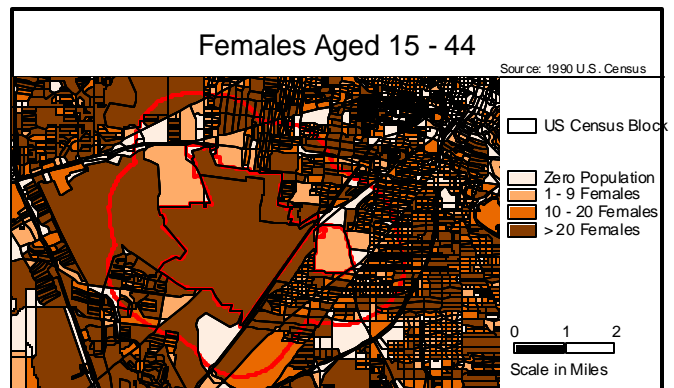 Females Aged 15 - 44
Source: 1990 U.S. Census
US Census Block
Zero Population
1 - 9 Females
10 - 20 Females
> 20 Females
0 1 2
Scale in Miles